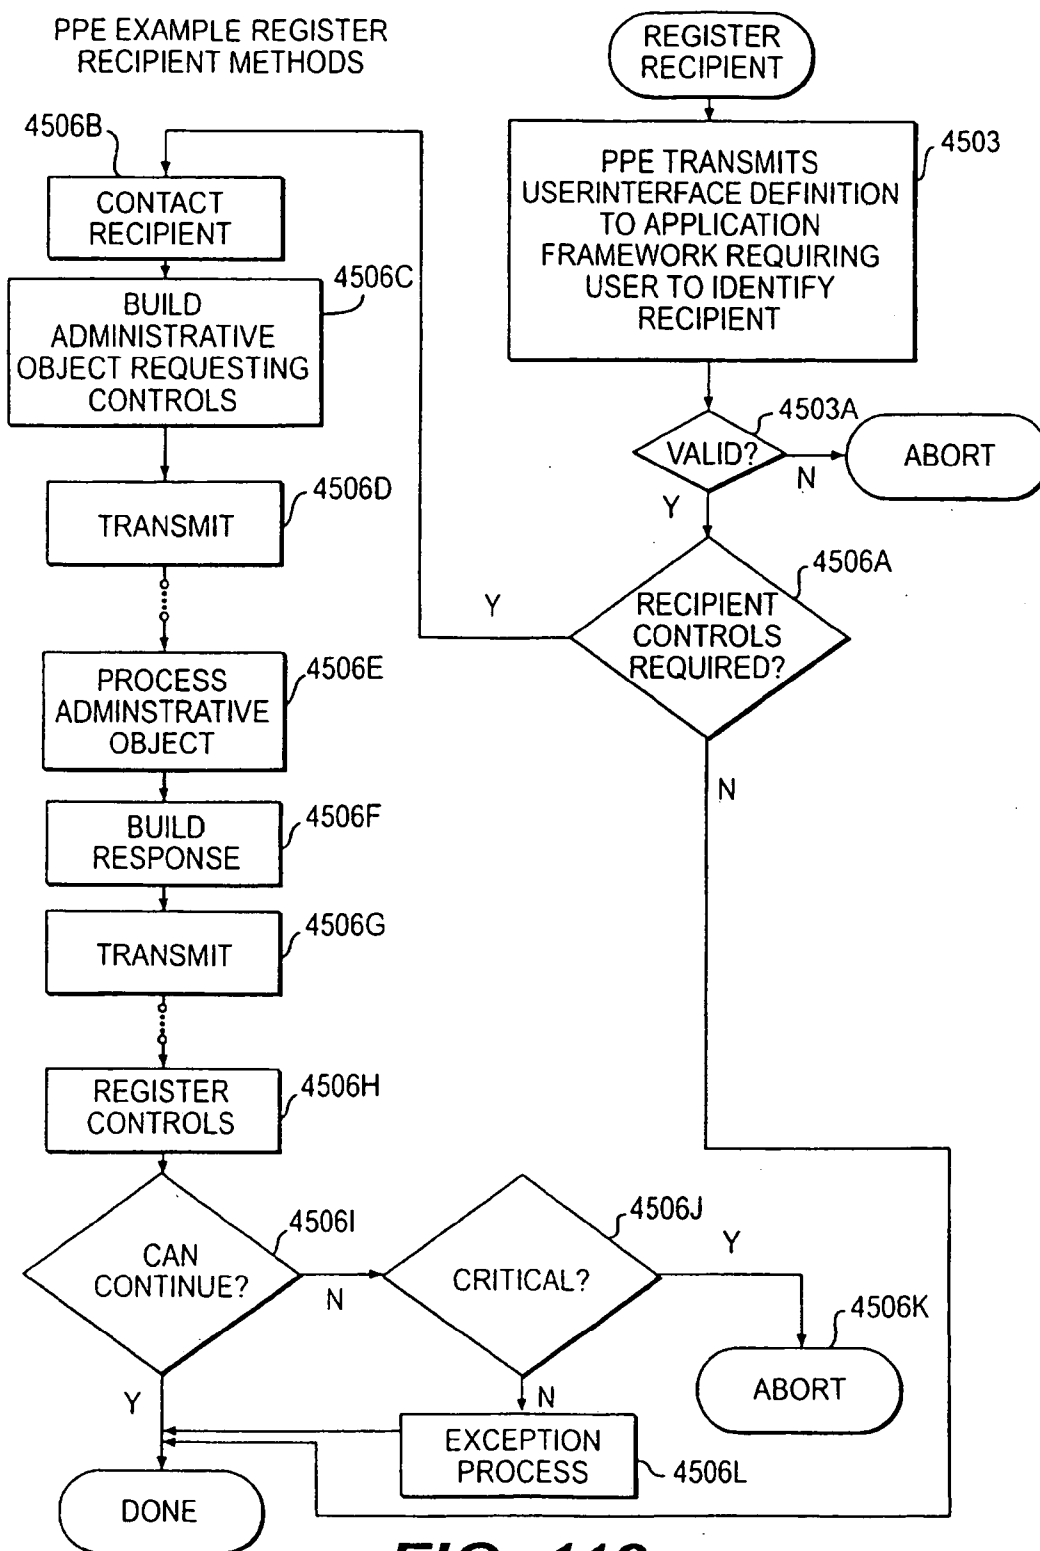 PPE EXAMPLE REGISTER
RECIPIENT METHODS
REGISTER
RECIPIENT
4503
PPE TRANSMITS
USERINTERFACE DEFINITION
TO APPLICATION
FRAMEWORK REQUIRING
USER TO IDENTIFY
RECIPIENT
4503A
VALID?
N
ABORT
Y
4506A
RECIPIENT
CONTROLS
REQUIRED?
Y
N
4506B
CONTACT
RECIPIENT
4506C
BUILD
ADMINISTRATIVE
OBJECT REQUESTING
CONTROLS
4506D
TRANSMIT
4506E
PROCESS
ADMINSTRATIVE
OBJECT
4506F
BUILD
RESPONSE
4506G
TRANSMIT
4506H
REGISTER
CONTROLS
4506I
CAN
CONTINUE?
N
Y
4506J
CRITICAL?
Y
N
4506K
ABORT
EXCEPTION
PROCESS
4506L
DONE